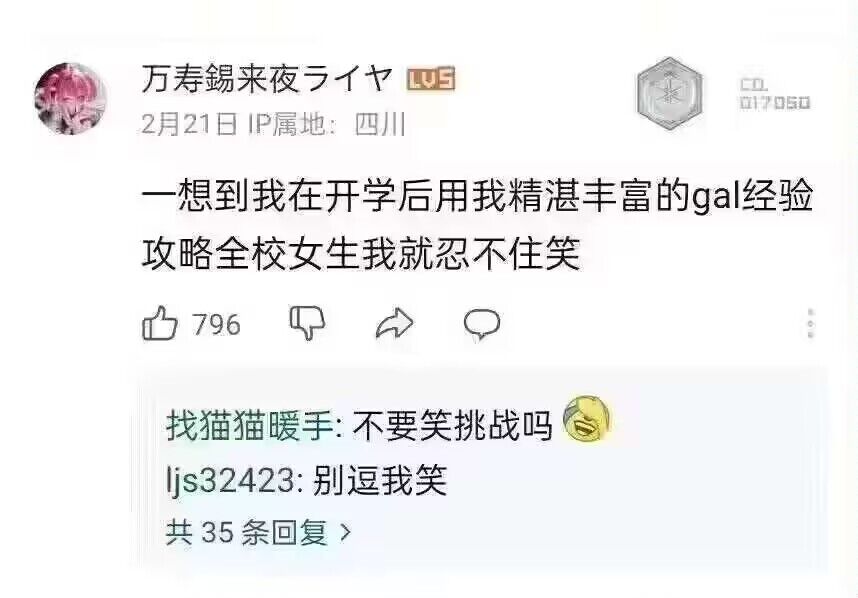 万寿錫来夜ライヤ LV5
CO.
017050
2月21日 IP属地：四川
一想到我在开学后用我精湛丰富的gal经验
攻略全校女生我就忍不住笑
796
找猫猫暖手: 不要笑挑战吗
ljs32423: 别逗我笑
共 35 条回复 >